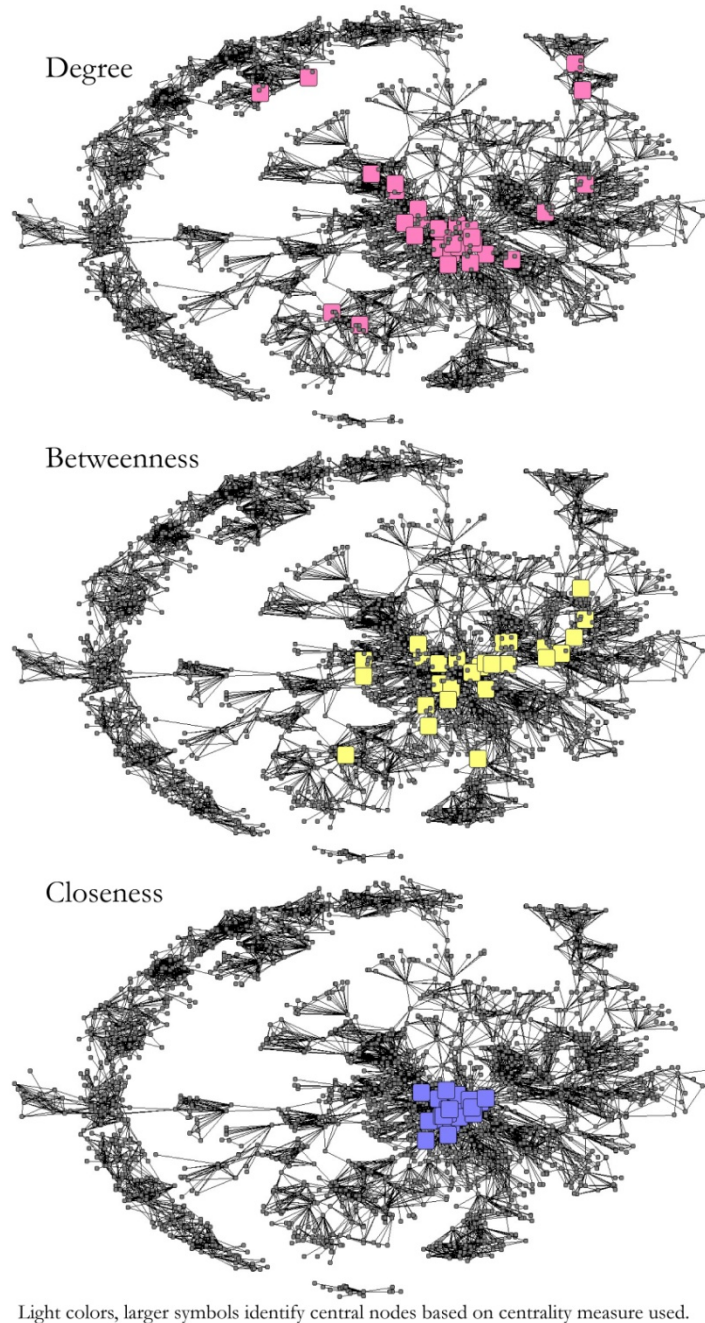 Degree
Betweenness
Closeness
Light colors, larger symbols identify central nodes based on centrality measure used.